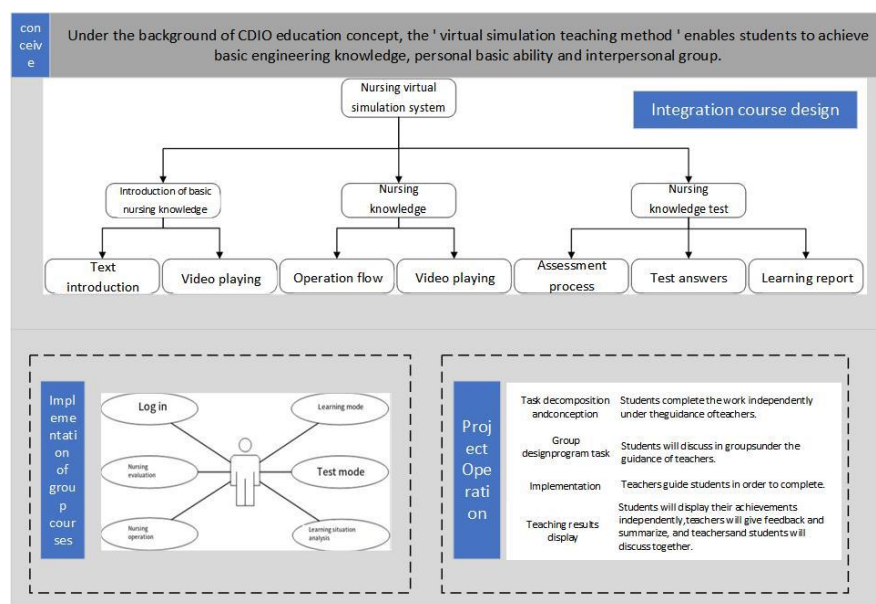 con
ceiv
e
Under the background of CDIO education concept, the ' virtual simulation teaching method ' enables students to achieve
basic engineering knowledge, personal basic ability and interpersonal group.
Nursing virtual
simulation system
Integration course design
Introduction of basic
nursing knowledge
Nursing
knowledge
Nursing
knowledge test
Text
introduction
Video playing
Operation flow
Video playing
Assessment
process
Test answers
Learning report
Impl
eme
ntati
on
of
grou
p
cour
ses
Log in
Learning mode
Nursing
evaluation
Test mode
Nursing
operation
Learning situation
analysis
Proj
ect
Ope
rati
on
Task decomposition
andconception
Students complete the work independently
under theguidance ofteachers.
Group
designprogram task
Students will discuss in groupsunder the
guidance of teachers.
Implementation
Teachers guide students in order to complete.
Teaching results
display
Students will display their achievements
independently,teachers will give feedback and
summarize, and teachersand students will
discuss together.